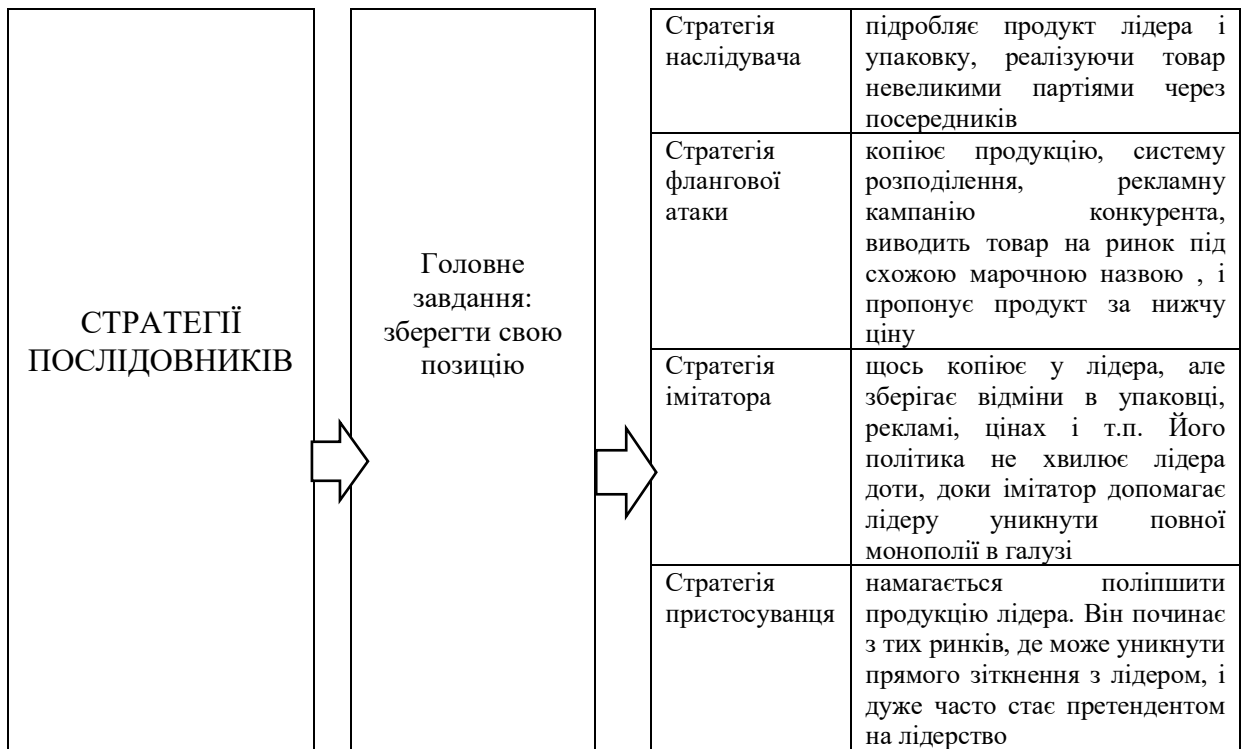 СТРАТЕГІЇ
ПОСЛІДОВНИКІВ
Головне
завдання:
зберегти свою
позицію
Стратегія
наслідувача
підробляє продукт лідера і
упаковку, реалізуючи товар
невеликими партіями через
посередників
Стратегія
флангової
атаки
копіює продукцію, систему
розподілення, рекламну
кампанію конкурента,
виводить товар на ринок під
схожою марочною назвою , і
пропонує продукт за нижчу
ціну
Стратегія
імітатора
щось копіює у лідера, але
зберігає відміни в упаковці,
рекламі, цінах і т.п. Його
політика не хвилює лідера
доти, доки імітатор допомагає
лідеру уникнути повної
монополії в галузі
Стратегія
пристосуванця
намагається поліпшити
продукцію лідера. Він починає
з тих ринків, де може уникнути
прямого зіткнення з лідером, і
дуже часто стає претендентом
на лідерство